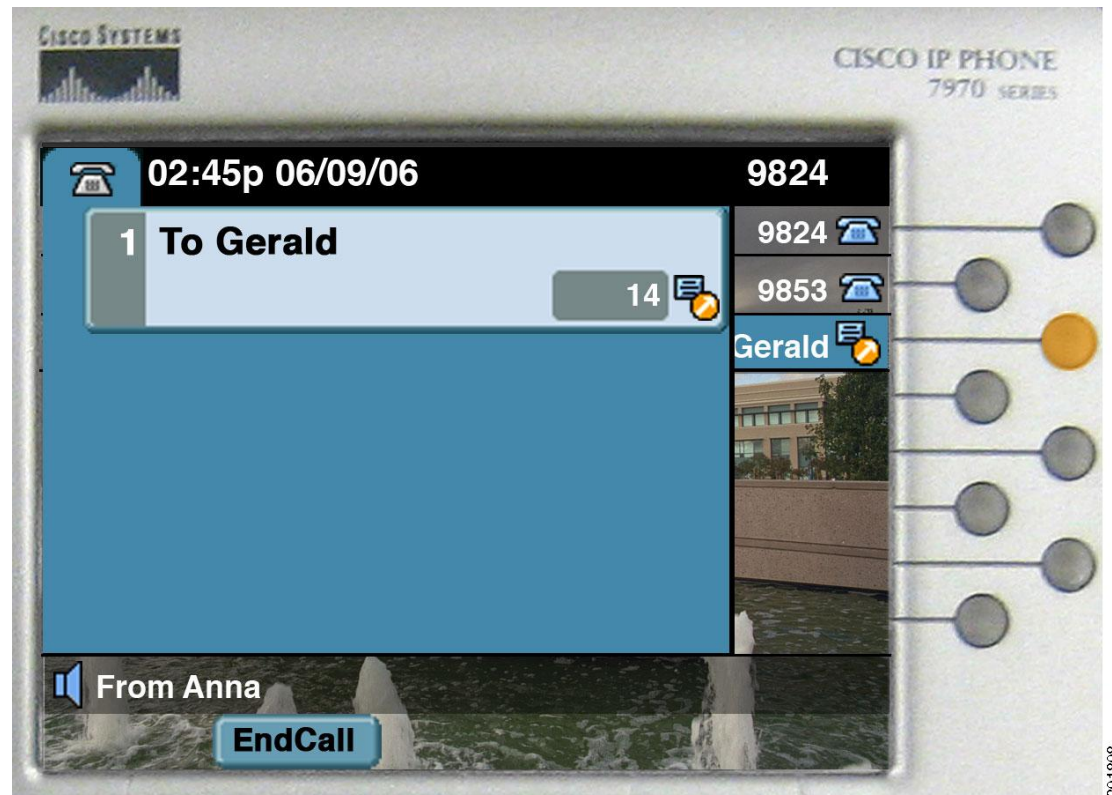 CISCO SYSTEMS
CISCO IP PHONE
7970 SERIES
02:45p 06/09/06
9824
1 To Gerald
14
9824
9853
Gerald
From Anna
EndCall